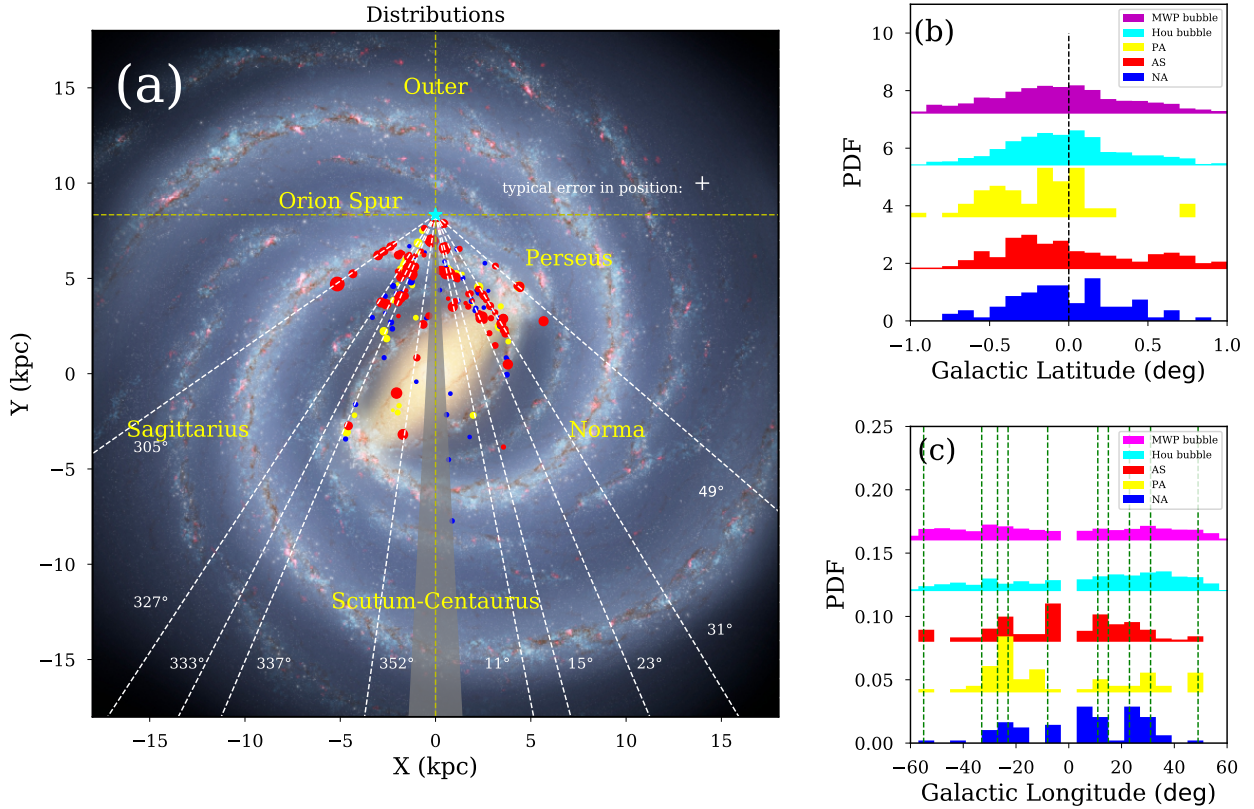 Distributions
(a)
Outer
typical error in position:
Orion Spur
Perseus
Sagittarius
305°
Norma
49°
327°
Scutum-Centaurus
31°
333°
337°
352°
11°
15°
23°
15
10
5
0
−5
−10
−15
Y (kpc)
−15
−10
−5
0
5
10
15
X (kpc)
(b)
MWP bubble
Hou bubble
PA
AS
NA
10
8
6
4
2
0
PDF
−1.0
−0.5
0.0
0.5
1.0
Galactic Latitude (deg)
(c)
MWP bubble
Hou bubble
AS
PA
NA
0.25
0.20
0.15
0.10
0.05
0.00
PDF
−60
−40
−20
0
20
40
60
Galactic Longitude (deg)